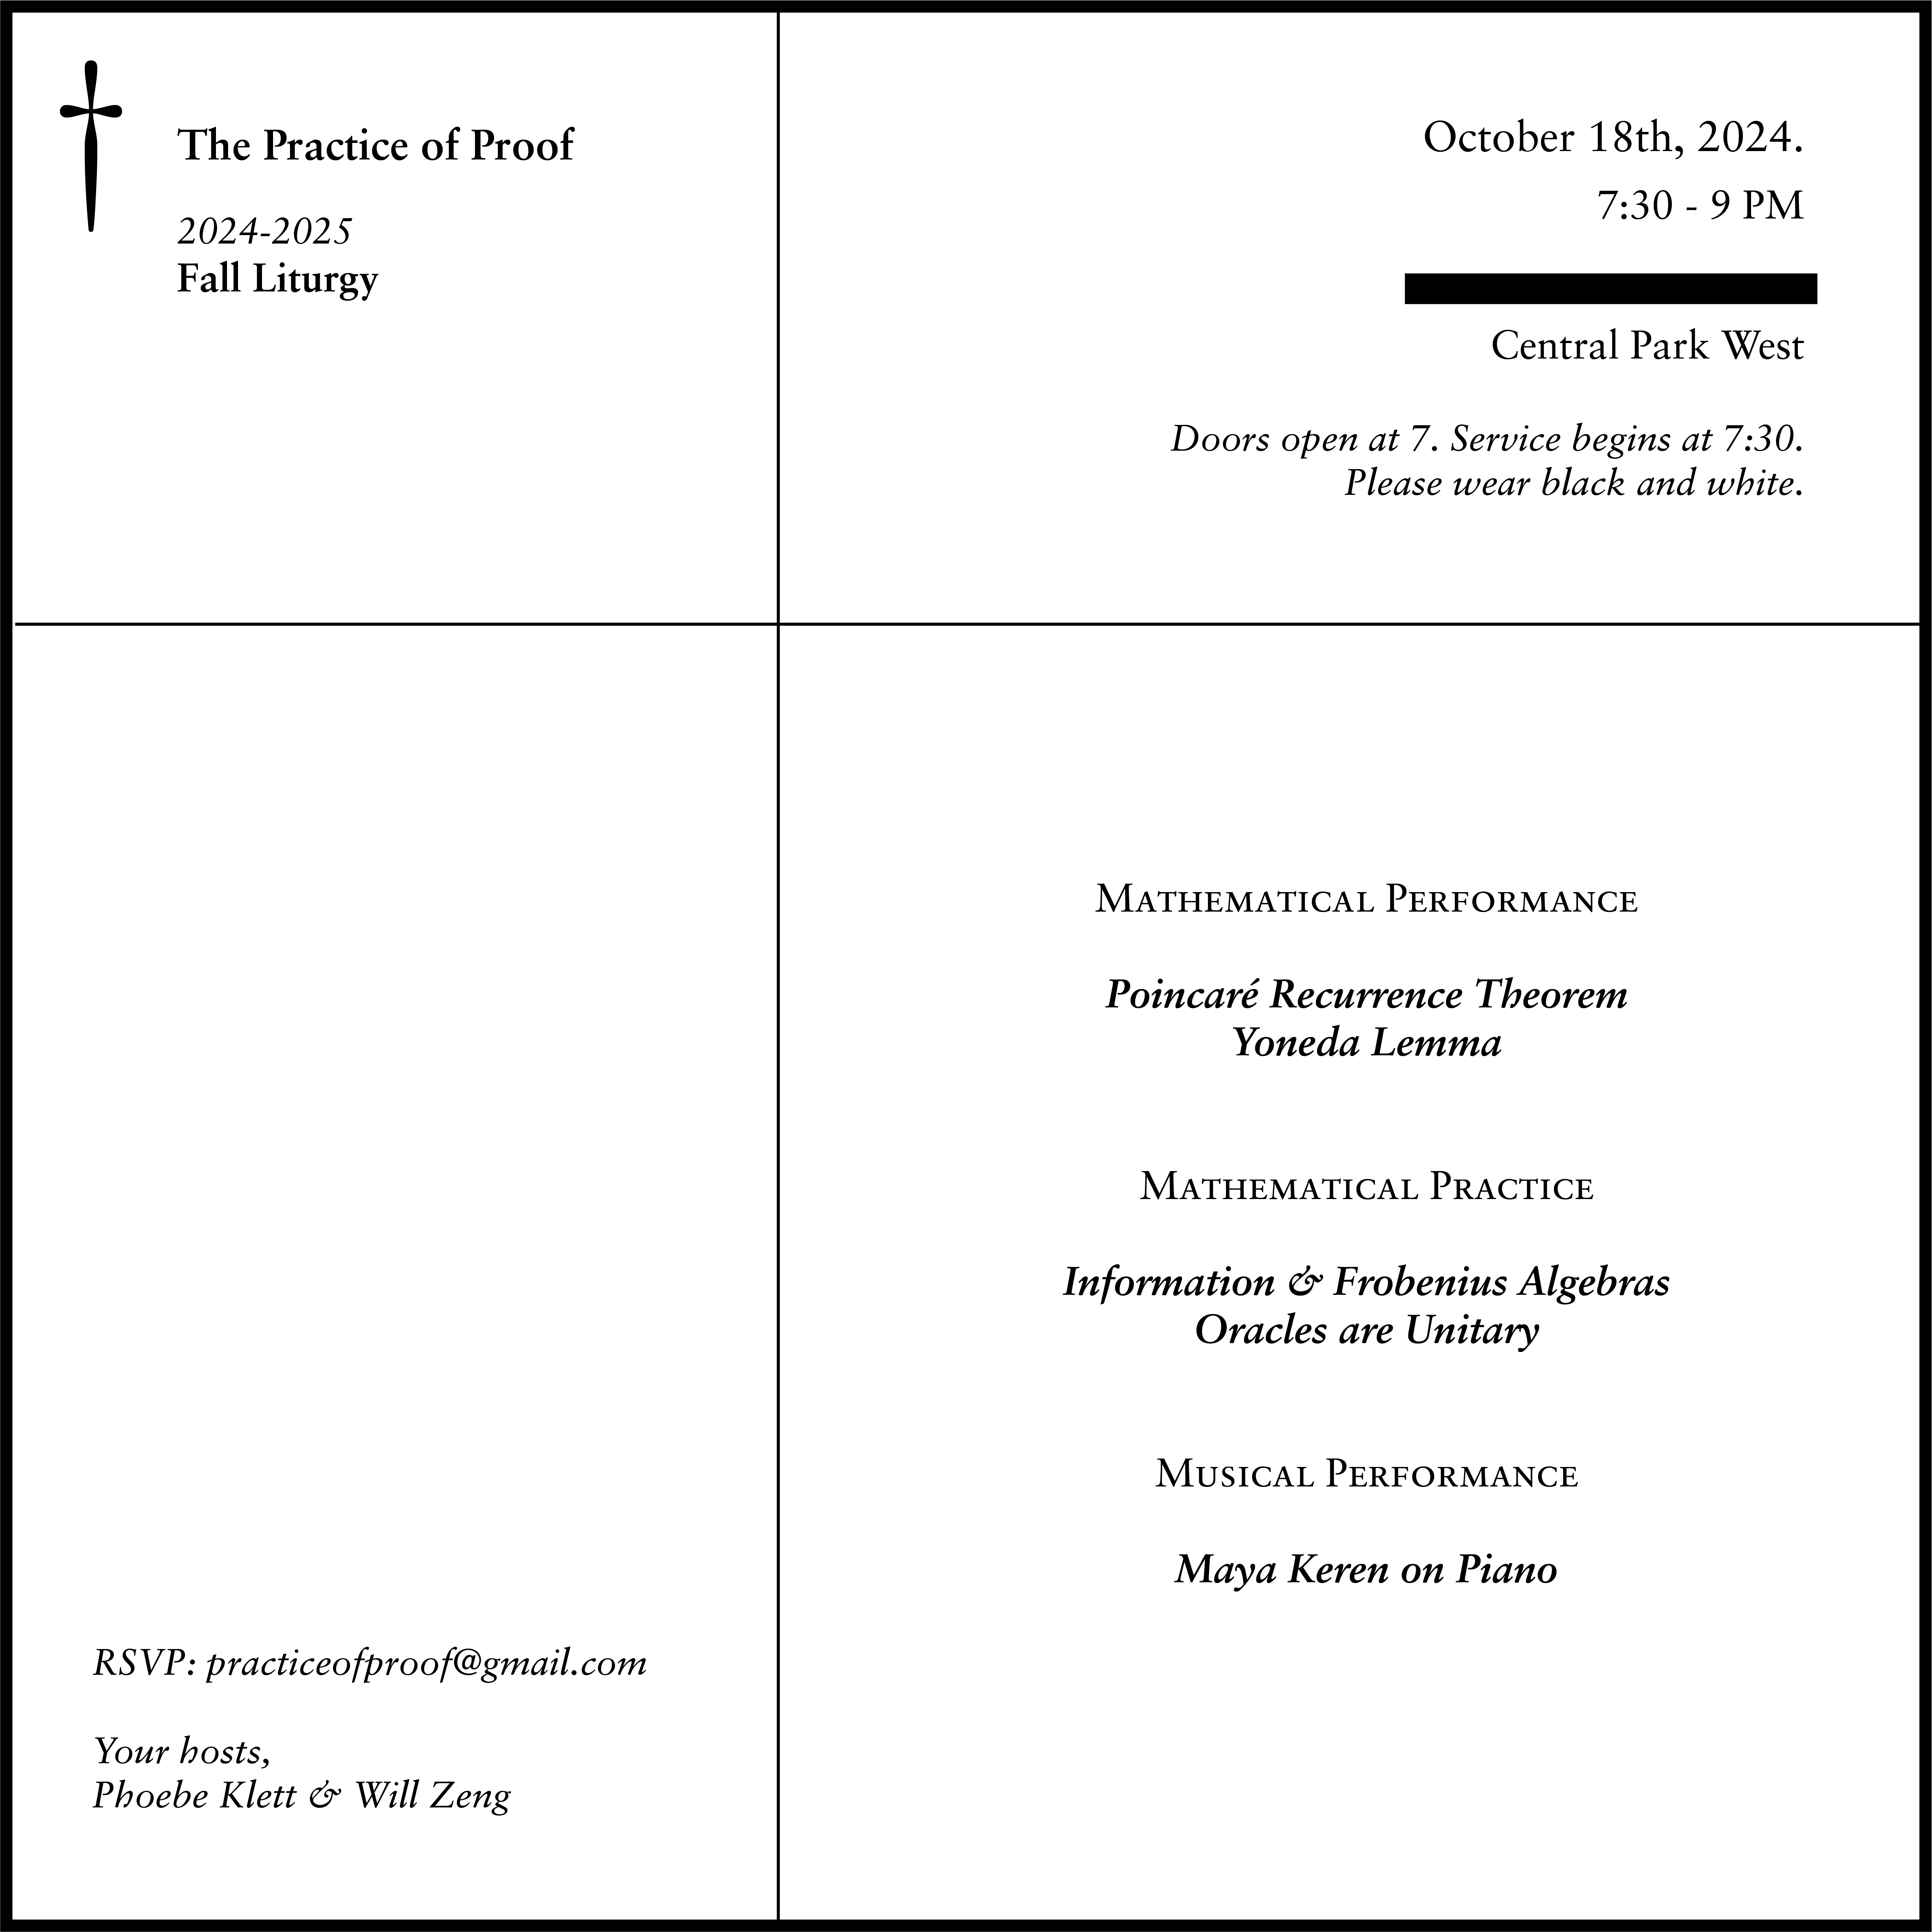 †
The Practice of Proof
2024-2025
Fall Liturgy
October 18th, 2024.
7:30 - 9 PM
Central Park West
Doors open at 7. Service begins at 7:30.
Please wear black and white.
Mathematical Performance
Poincaré Recurrence Theorem
Yoneda Lemma
Mathematical Practice
Information & Frobenius Algebras
Oracles are Unitary
Musical Performance
Maya Keren on Piano
RSVP: practiceofproof@gmail.com
Your hosts,
Phoebe Klett & Will Zeng